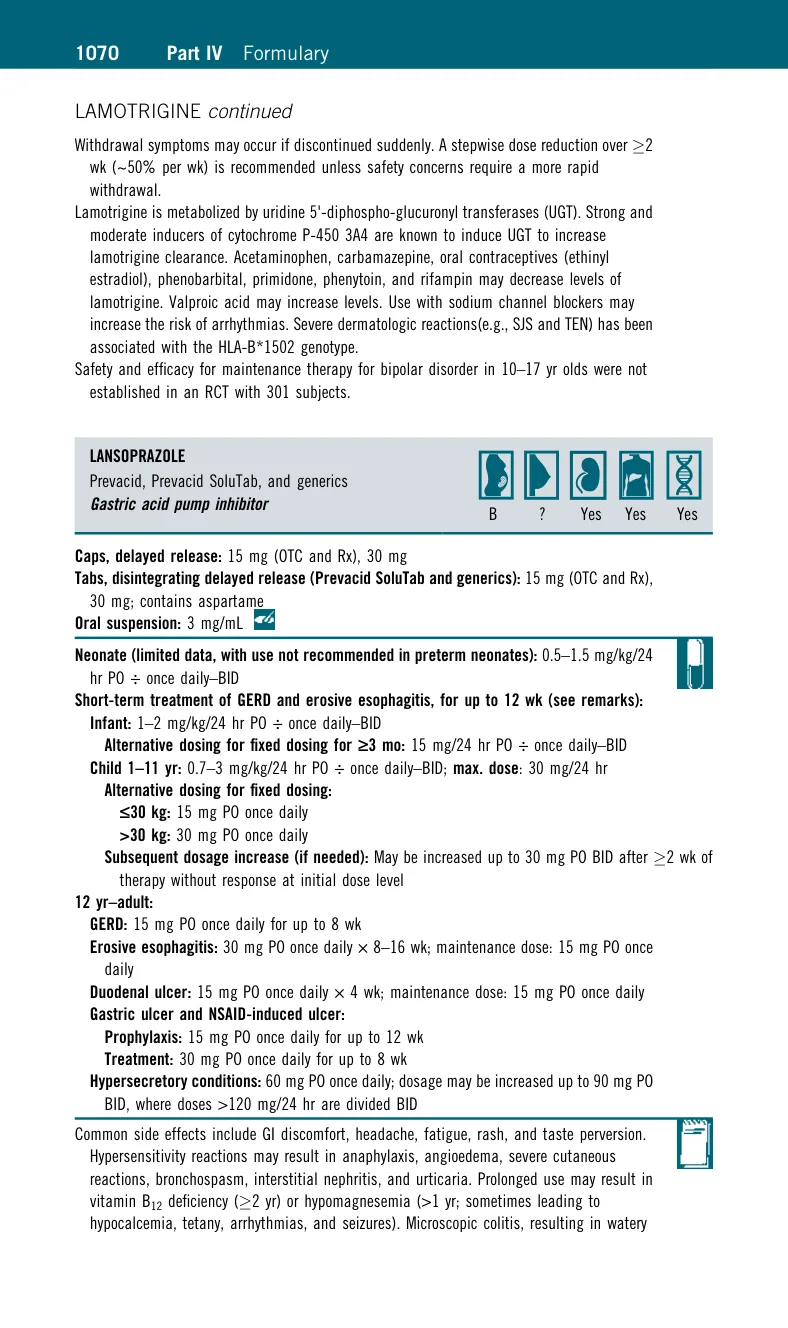 1070 Part IV Formulary
LAMOTRIGINE continued
Withdrawal symptoms may occur if discontinued suddenly. A stepwise dose reduction over ≥2
wk (~50% per wk) is recommended unless safety concerns require a more rapid
withdrawal.
Lamotrigine is metabolized by uridine 5'-diphospho-glucuronyl transferases (UGT). Strong and
moderate inducers of cytochrome P-450 3A4 are known to induce UGT to increase
lamotrigine clearance. Acetaminophen, carbamazepine, oral contraceptives (ethinyl
estradiol), phenobarbital, primidone, phenytoin, and rifampin may decrease levels of
lamotrigine. Valproic acid may increase levels. Use with sodium channel blockers may
increase the risk of arrhythmias. Severe dermatologic reactions(e.g., SJS and TEN) has been
associated with the HLA-B*1502 genotype.
Safety and efficacy for maintenance therapy for bipolar disorder in 10–17 yr olds were not
established in an RCT with 301 subjects.
LANSOPRAZOLE
Prevacid, Prevacid SoluTab, and generics
Gastric acid pump inhibitor
B ? Yes Yes Yes
Caps, delayed release: 15 mg (OTC and Rx), 30 mg
Tabs, disintegrating delayed release (Prevacid SoluTab and generics): 15 mg (OTC and Rx),
30 mg; contains aspartame
Oral suspension: 3 mg/mL
Neonate (limited data, with use not recommended in preterm neonates): 0.5–1.5 mg/kg/24
hr PO ÷ once daily–BID
Short-term treatment of GERD and erosive esophagitis, for up to 12 wk (see remarks):
Infant: 1–2 mg/kg/24 hr PO ÷ once daily–BID
Alternative dosing for fixed dosing for ≥3 mo: 15 mg/24 hr PO ÷ once daily–BID
Child 1–11 yr: 0.7–3 mg/kg/24 hr PO ÷ once daily–BID; max. dose: 30 mg/24 hr
Alternative dosing for fixed dosing:
≤30 kg: 15 mg PO once daily
>30 kg: 30 mg PO once daily
Subsequent dosage increase (if needed): May be increased up to 30 mg PO BID after ≥2 wk of
therapy without response at initial dose level
12 yr–adult:
GERD: 15 mg PO once daily for up to 8 wk
Erosive esophagitis: 30 mg PO once daily × 8–16 wk; maintenance dose: 15 mg PO once
daily
Duodenal ulcer: 15 mg PO once daily × 4 wk; maintenance dose: 15 mg PO once daily
Gastric ulcer and NSAID-induced ulcer:
Prophylaxis: 15 mg PO once daily for up to 12 wk
Treatment: 30 mg PO once daily for up to 8 wk
Hypersecretory conditions: 60 mg PO once daily; dosage may be increased up to 90 mg PO
BID, where doses >120 mg/24 hr are divided BID
Common side effects include GI discomfort, headache, fatigue, rash, and taste perversion.
Hypersensitivity reactions may result in anaphylaxis, angioedema, severe cutaneous
reactions, bronchospasm, interstitial nephritis, and urticaria. Prolonged use may result in
vitamin B12 deficiency (≥2 yr) or hypomagnesemia (>1 yr; sometimes leading to
hypocalcemia, tetany, arrhythmias, and seizures). Microscopic colitis, resulting in watery